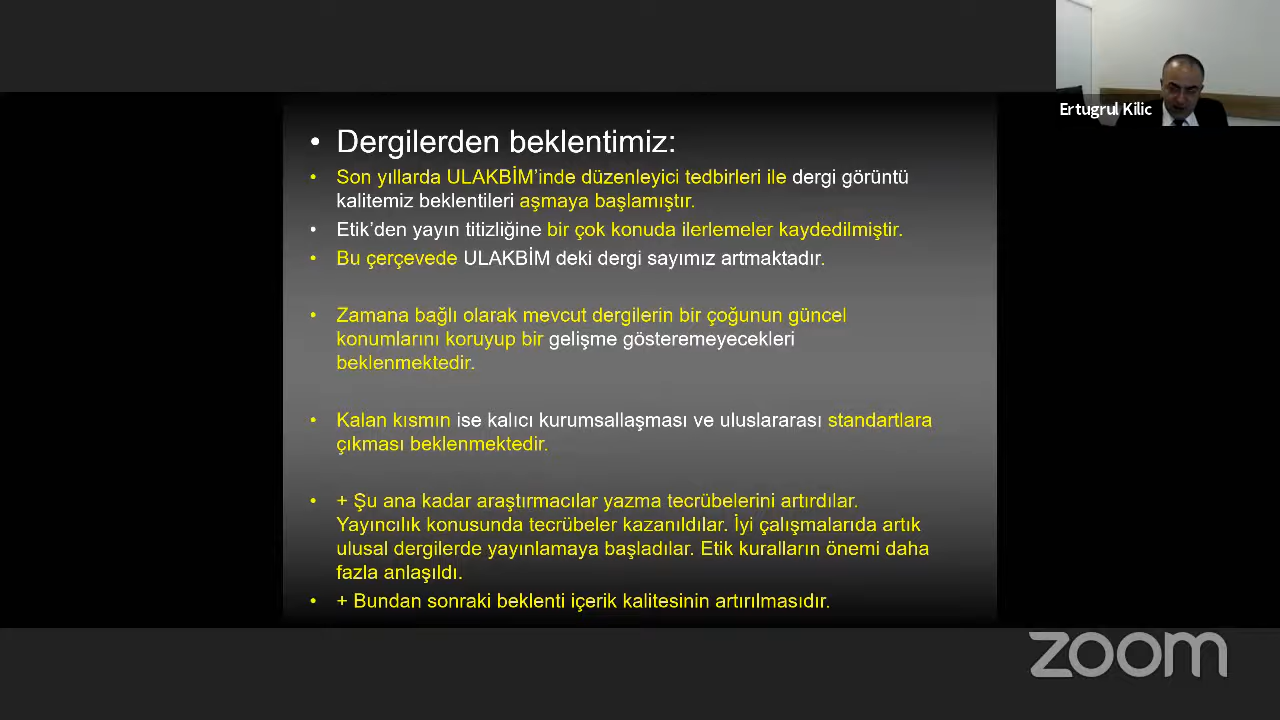 Ertugrul Kilic
• Dergilerden beklentimiz:
• Son yıllarda ULAKBİM’inde düzenleyici tedbirleri ile dergi görüntü
kalitemiz beklentileri aşmaya başlamıştır.
• Etik’den yayın titizliğine bir çok konuda ilerlemeler kaydedilmiştir.
• Bu çerçevede ULAKBİM deki dergi sayımız artmaktadır.
• Zamana bağlı olarak mevcut dergilerin bir çoğunun güncel
konumlarını koruyup bir gelişme gösteremeyecekleri
beklenmektedir.
• Kalan kısmın ise kalıcı kurumsallaşması ve uluslararası standartlara
çıkması beklenmektedir.
• + Şu ana kadar araştırmacılar yazma tecrübelerini artırdılar.
Yayıncılık konusunda tecrübeler kazanıldılar. İyi çalışmalarıda artık
ulusal dergilerde yayınlamaya başladılar. Etik kuralların önemi daha
fazla anlaşıldı.
• + Bundan sonraki beklenti içerik kalitesinin artırılmasıdır.
zoom